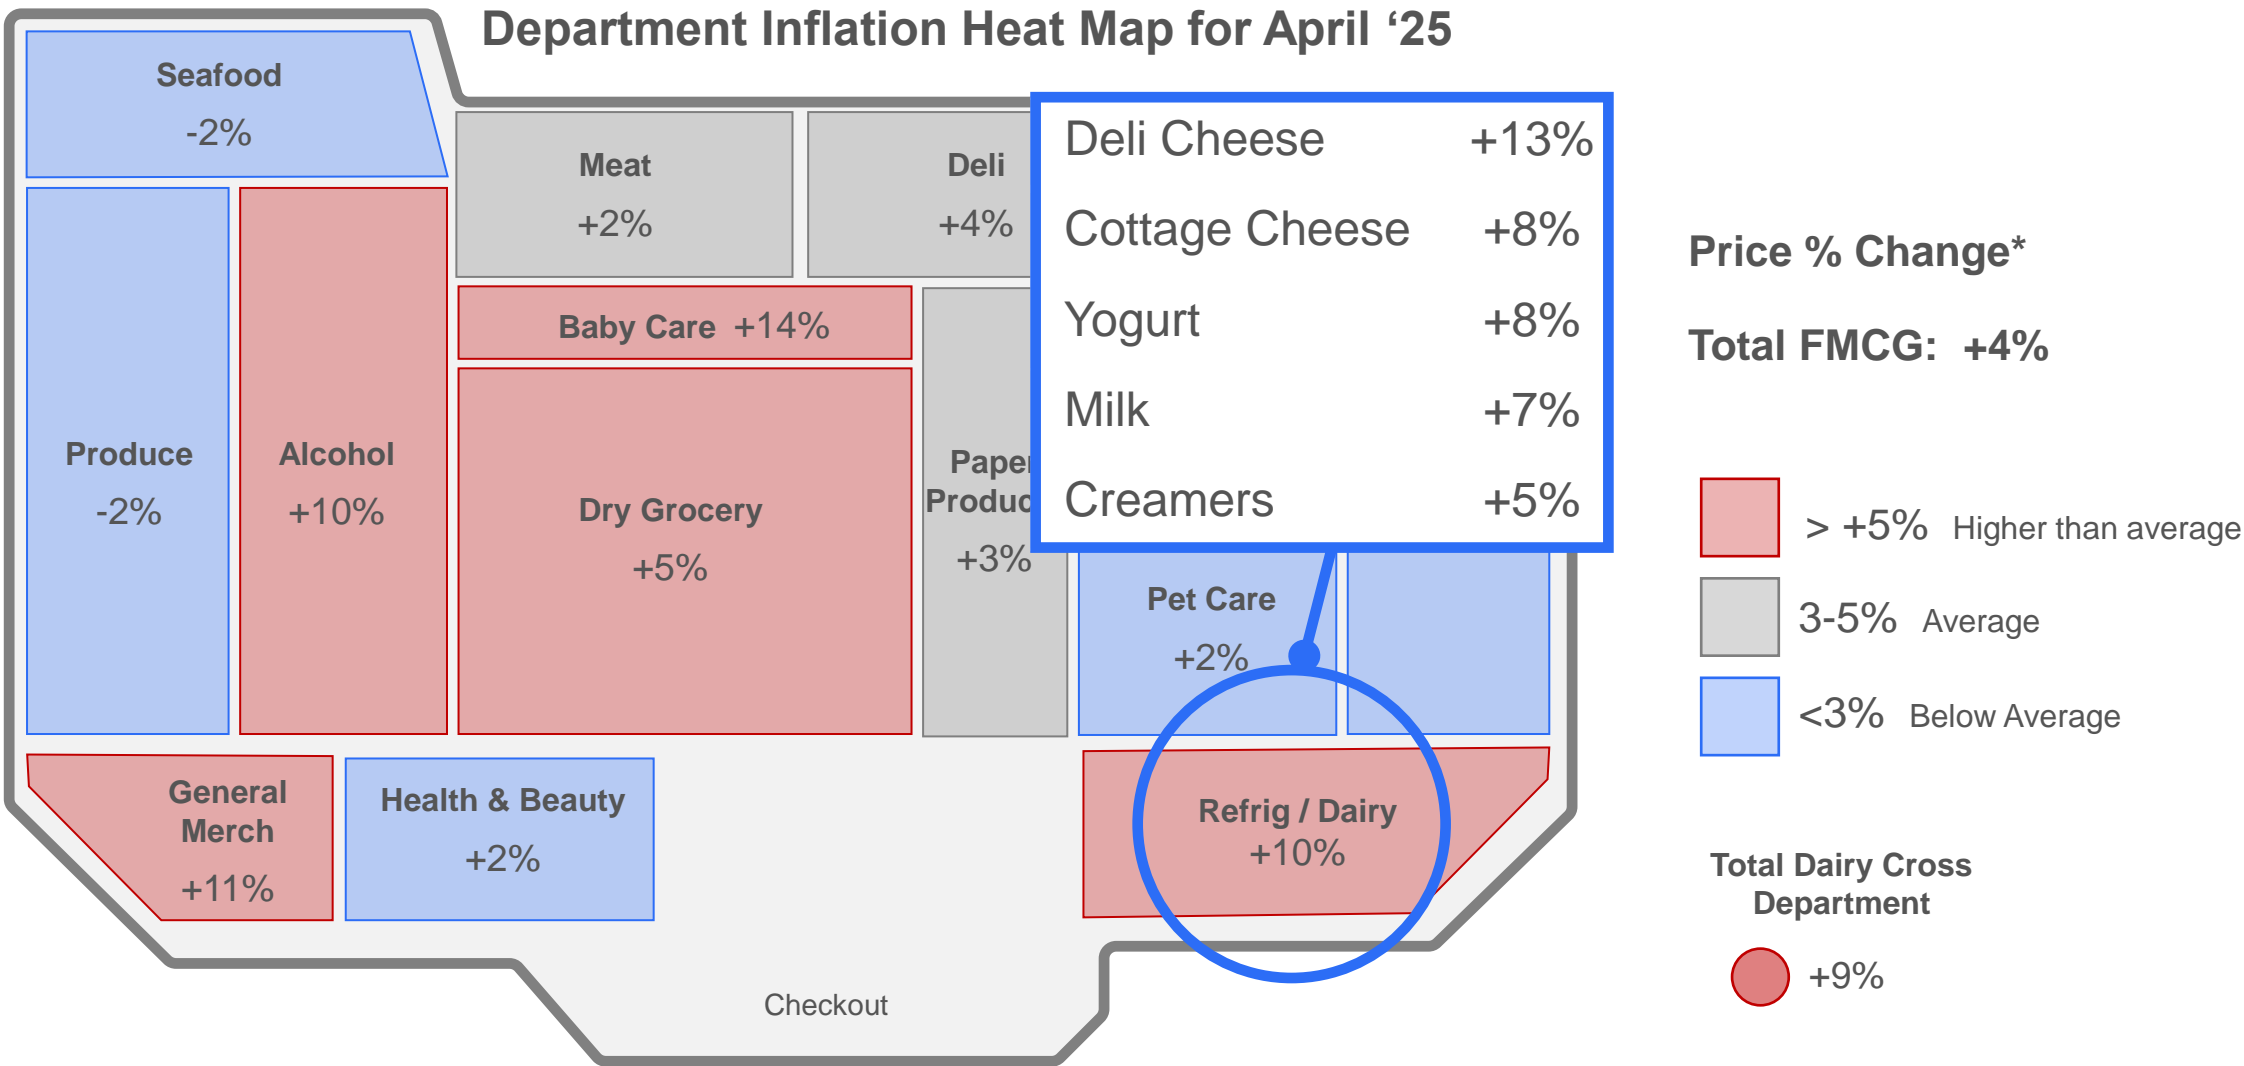 Department Inflation Heat Map for April ‘25
Seafood
-2%
Meat
+2%
Deli
+4%
Deli Cheese +13%
Cottage Cheese +8%
Yogurt +8%
Milk +7%
Creamers +5%
Baby Care +14%
Produce
-2%
Alcohol
+10%
Dry Grocery
+5%
Pape
Produc
+3%
Pet Care
+2%
General
Merch
+11%
Health & Beauty
+2%
Refrig / Dairy
+10%
Checkout
Price % Change*
Total FMCG: +4%
> +5% Higher than average
3-5% Average
<3% Below Average
Total Dairy Cross
Department
+9%